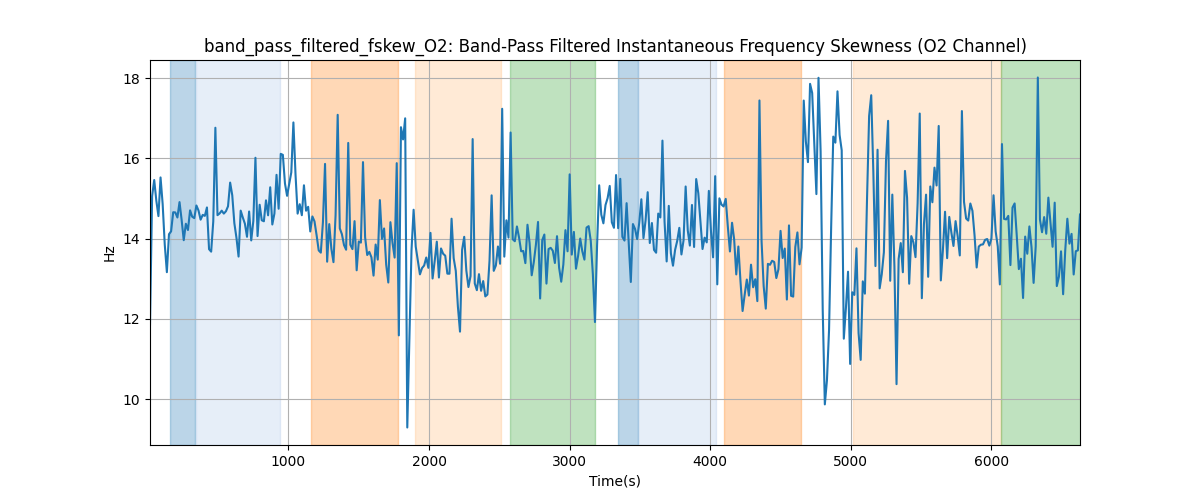 band_pass_filtered_fskew_O2: Band-Pass Filtered Instantaneous Frequency Skewness (O2 Channel)
18
16
14
12
10
Hz
1000 2000 3000 4000 5000 6000
Time(s)